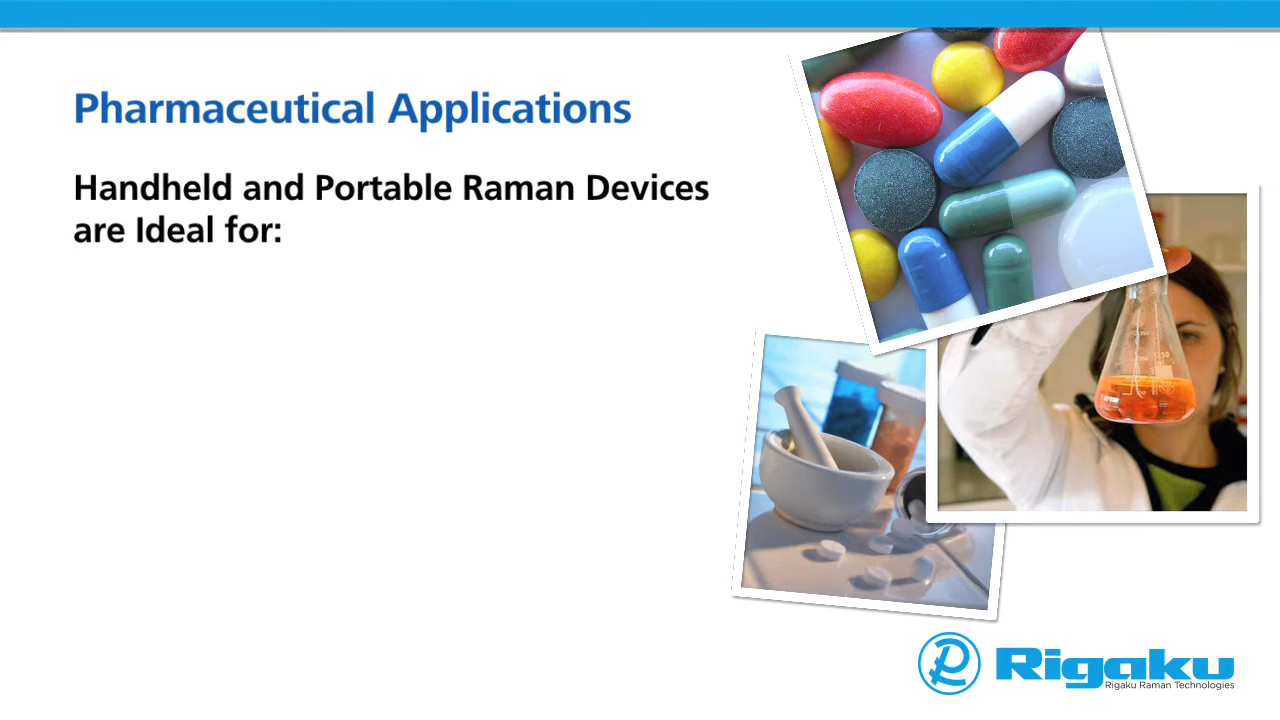 Pharmaceutical Applications
Handheld and Portable Raman Devices
are Ideal for:
Rigaku
Rigaku Raman Technologies